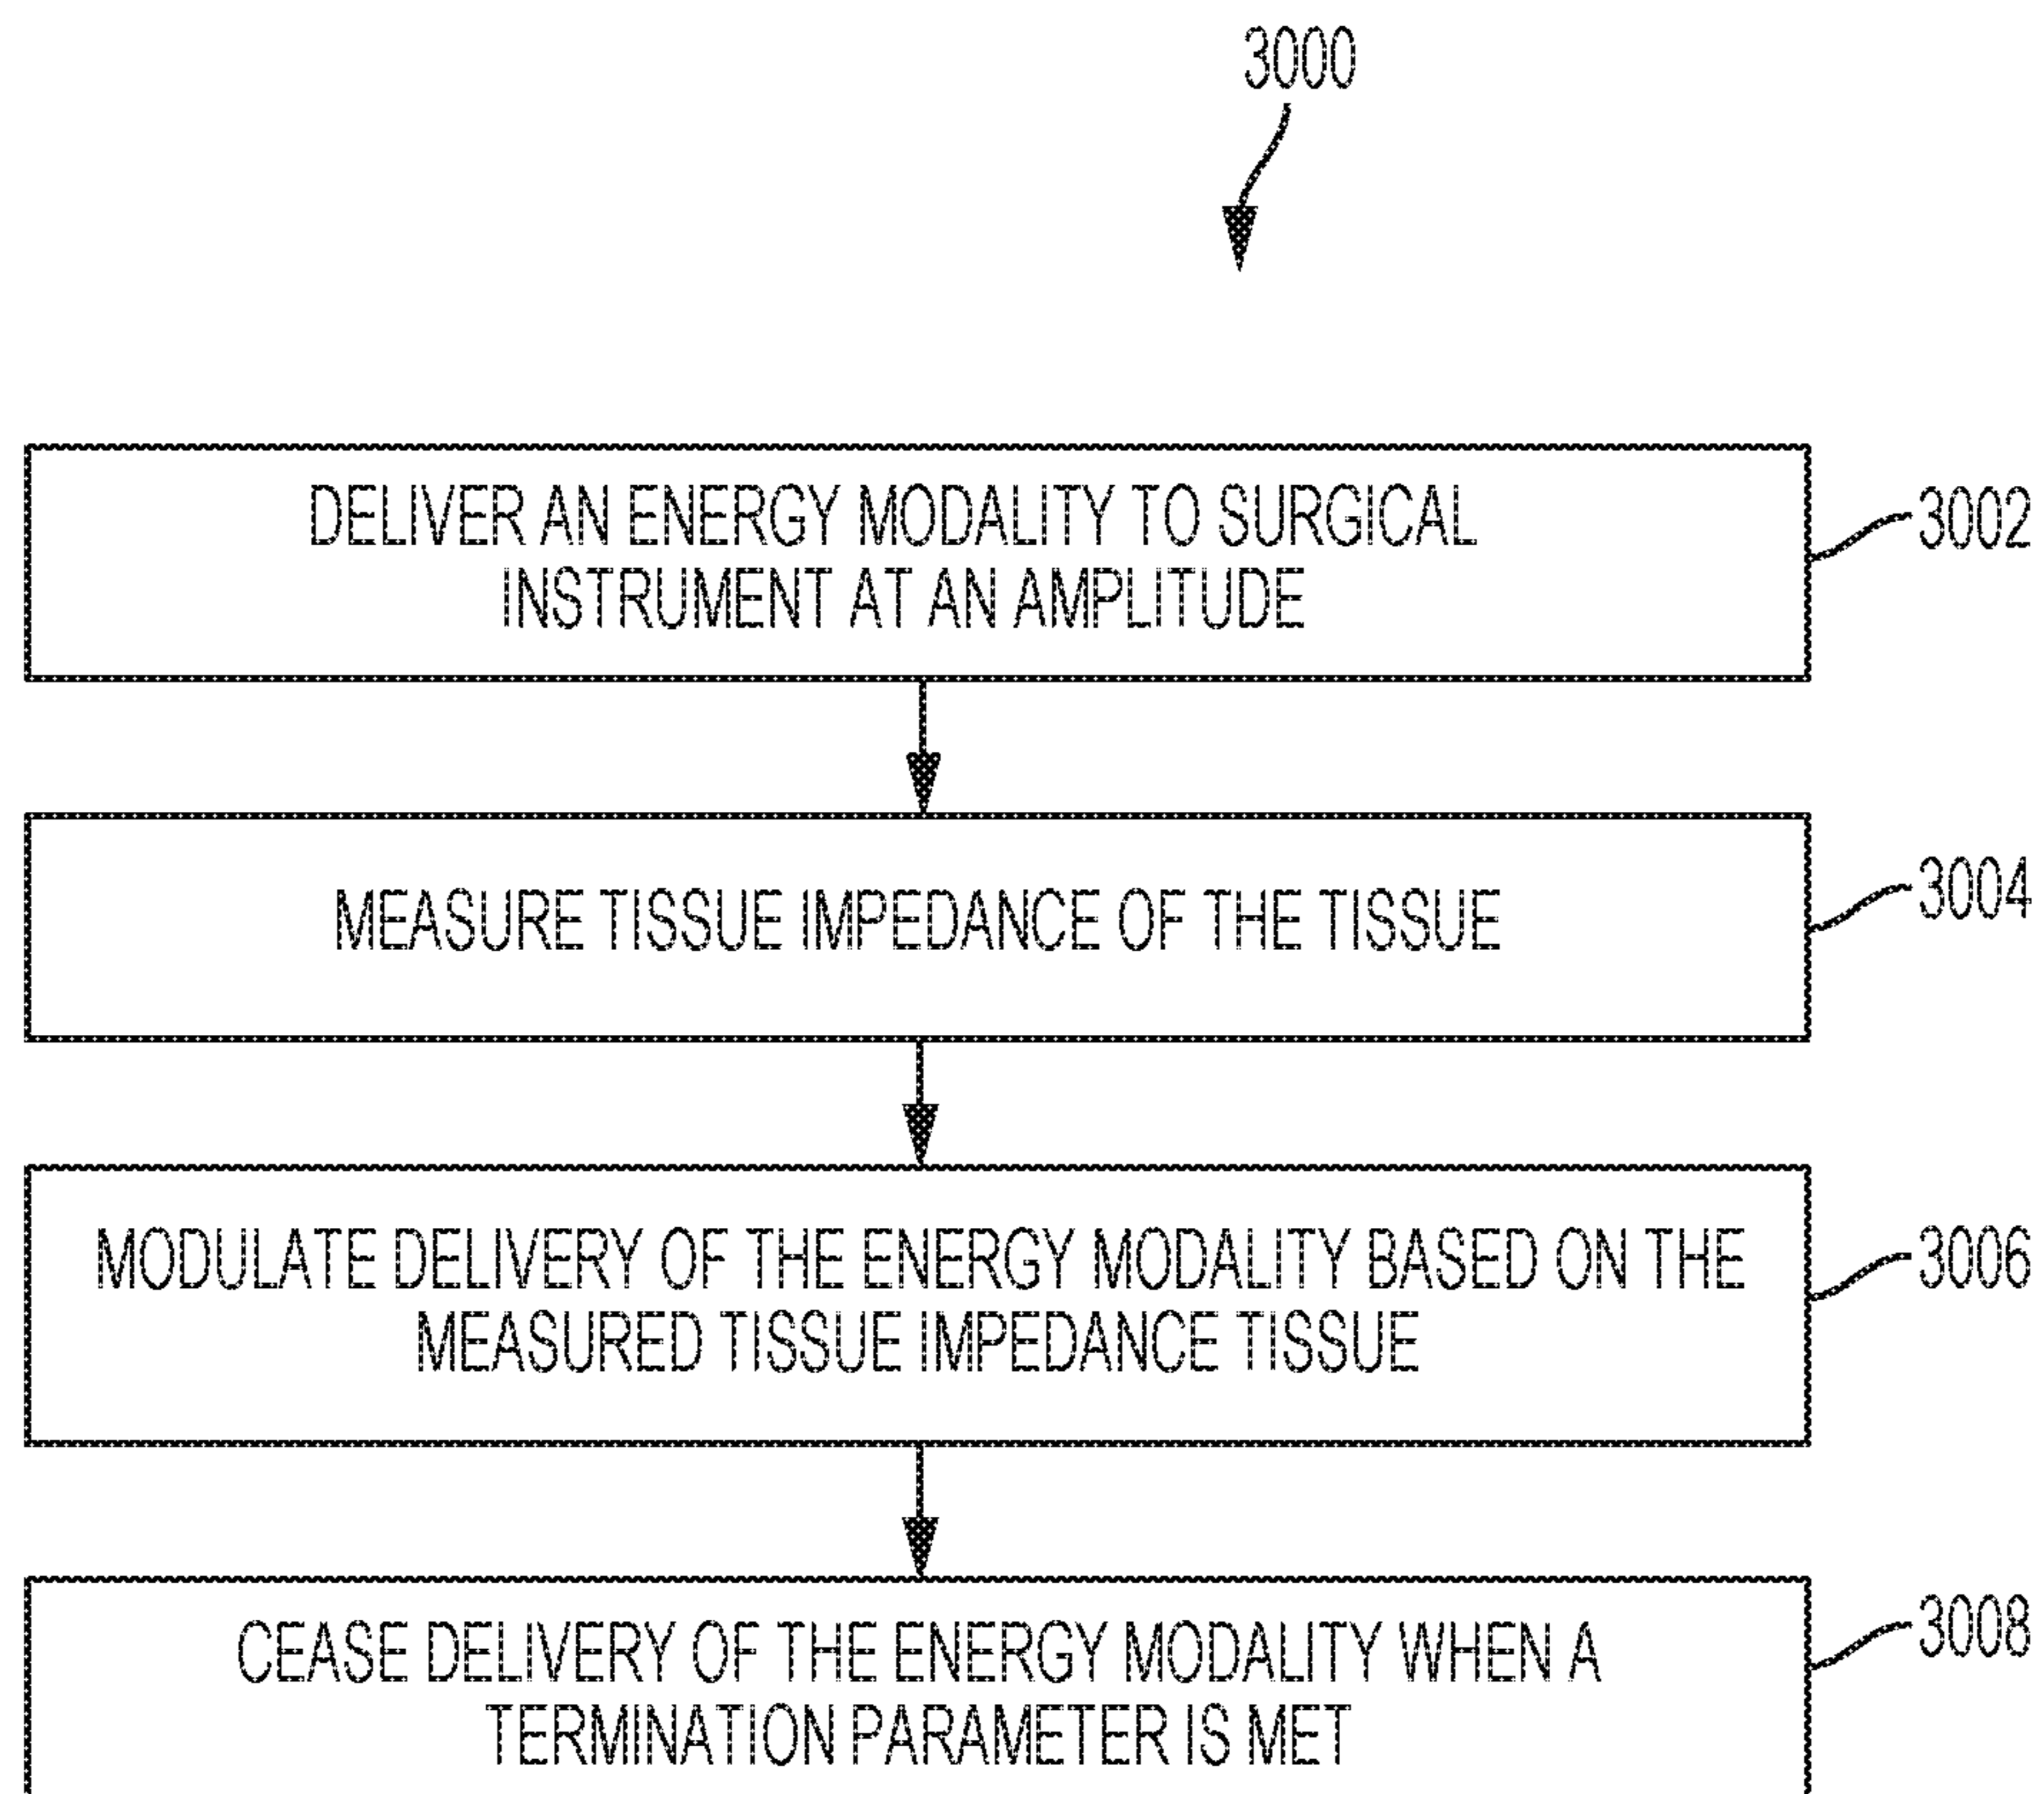 3000
DELIVER AN ENERGY MODALITY TO SURGICAL
INSTRUMENT AT AN AMPLITUDE
3002
MEASURE TISSUE IMPEDANCE OF THE TISSUE
3004
MODULATE DELIVERY OF THE ENERGY MODALITY BASED ON THE
MEASURED TISSUE IMPEDANCE TISSUE
3006
CEASE DELIVERY OF THE ENERGY MODALITY WHEN A
TERMINATION PARAMETER IS MET
3008